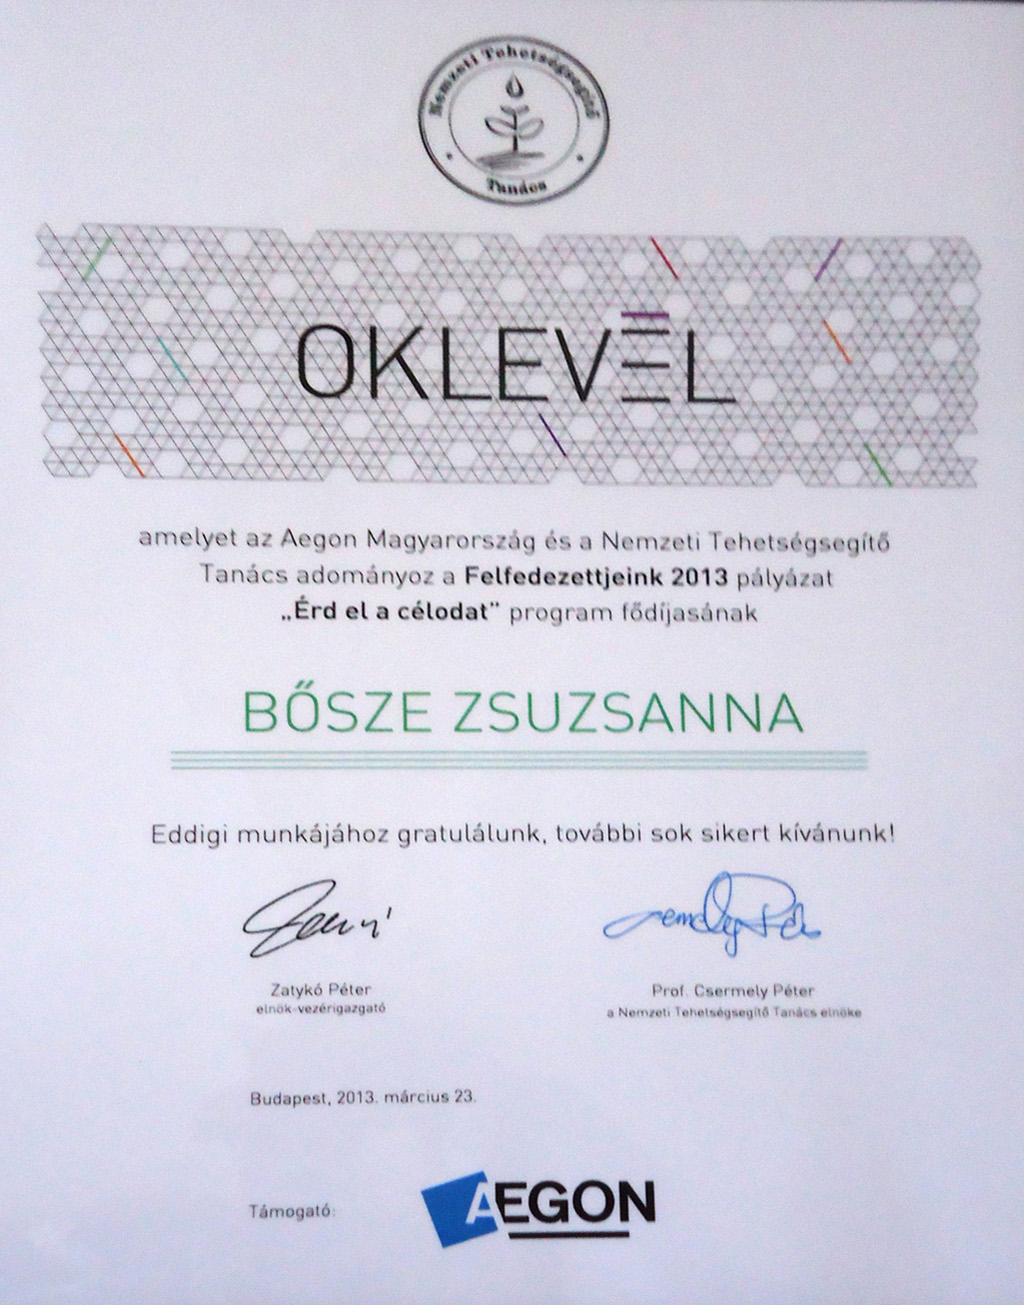 Nemzeti Tehetségsegítő
Tanács
OKLEVÉL
amelyet az Aegon Magyarország és a Nemzeti Tehetségsegítő
Tanács adományoz a Felfedezettjeink 2013 pályázat
„Érd el a célodat” program fődíjasának
BŐSZE ZSUZSANNA
Eddigi munkájához gratulálunk, további sok sikert kívánunk!
Zatykó Péter
elnök-vezérigazgató
Prof. Csermely Péter
a Nemzeti Tehetségsegítő Tanács elnöke
Budapest, 2013. március 23.
Támogató:
AEGON